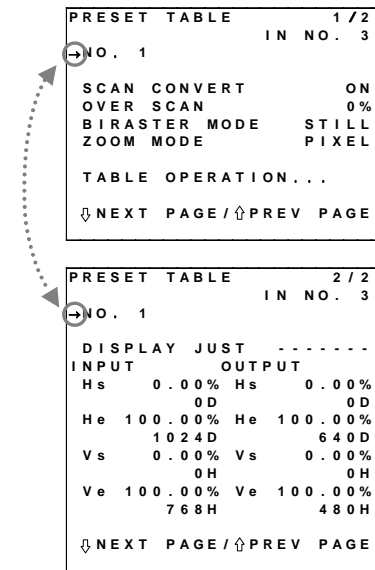 PRESET TABLE 1/2
IN NO. 3
→NO. 1
SCAN CONVERT ON
OVER SCAN 0%
BIRASTER MODE STILL
ZOOM MODE PIXEL
TABLE OPERATION...
⇩NEXT PAGE/⇧PREV PAGE
PRESET TABLE 2/2
IN NO. 3
→NO. 1
DISPLAY JUST -------
INPUT OUTPUT
Hs 0.00% Hs 0.00%
0D 0D
He 100.00% He 100.00%
1024D 640D
Vs 0.00% Vs 0.00%
0H 0H
Ve 100.00% Ve 100.00%
768H 480H
⇩NEXT PAGE/⇧PREV PAGE